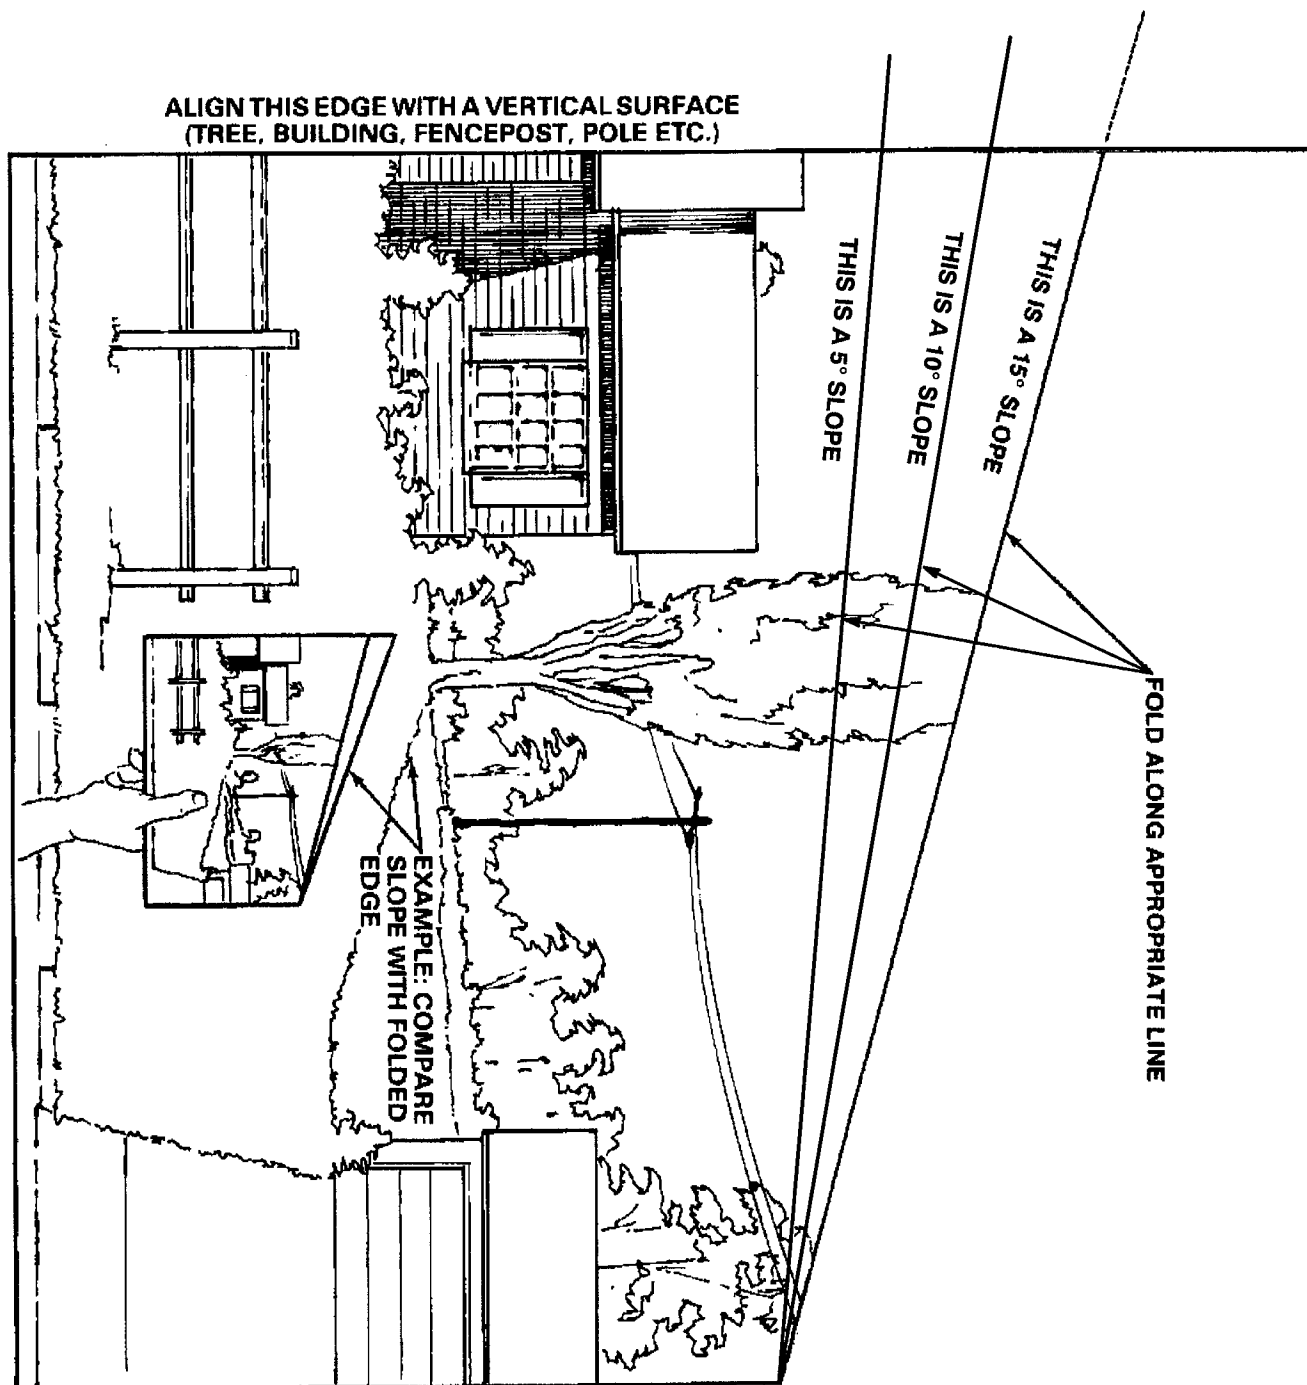 ALIGN THIS EDGE WITH A VERTICAL SURFACE
(TREE, BUILDING, FENCEPOST, POLE ETC.)
THIS IS A 5° SLOPE
THIS IS A 10° SLOPE
THIS IS A 15° SLOPE
FOLD ALONG APPROPRIATE LINE
EXAMPLE: COMPARE
SLOPE WITH FOLDED
EDGE